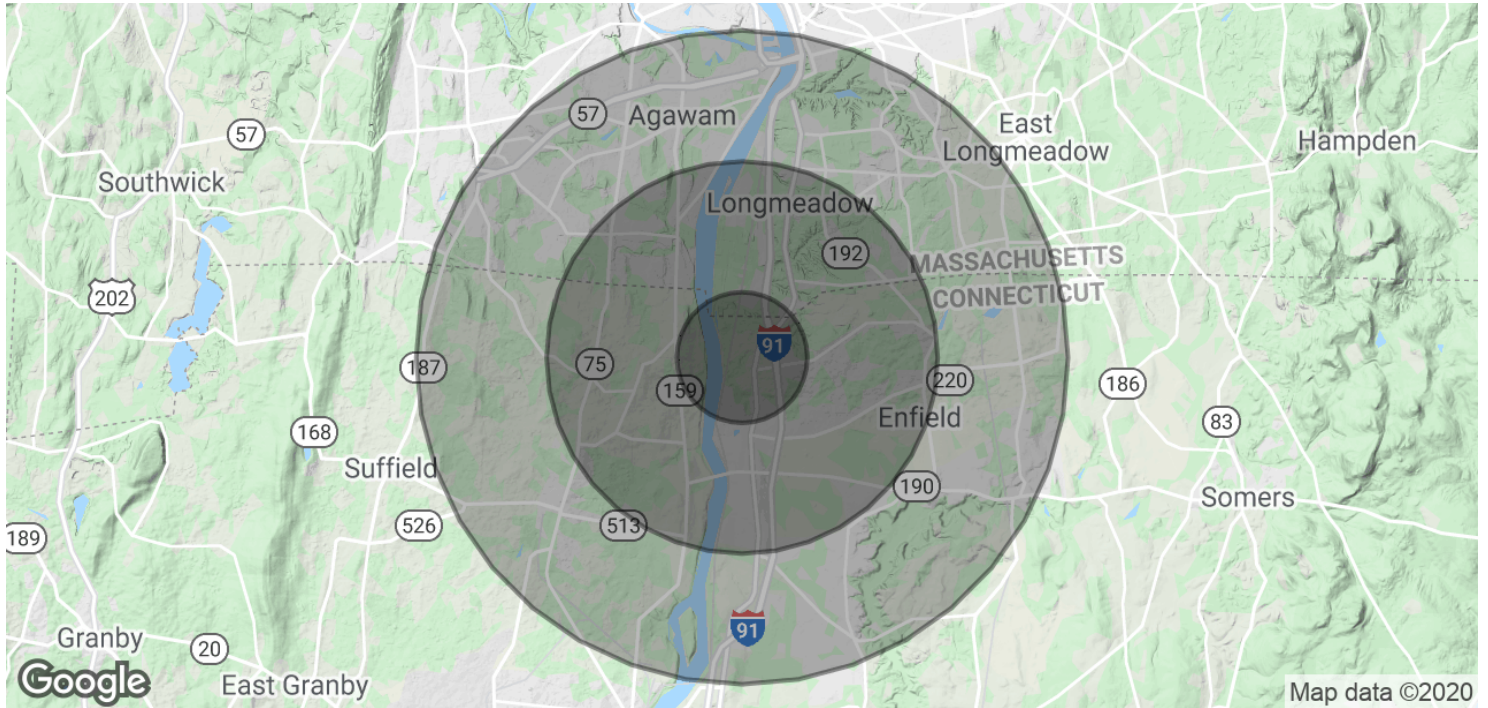 57
Agawam
East
Longmeadow
Hampden
57
Southwick
Longmeadow
192
MASSACHUSETTS
CONNECTICUT
202
91
187
75
159
220
186
Enfield
83
168
Suffield
190
Somers
526
513
189
91
Granby
20
East Granby
Google
Map data ©2020